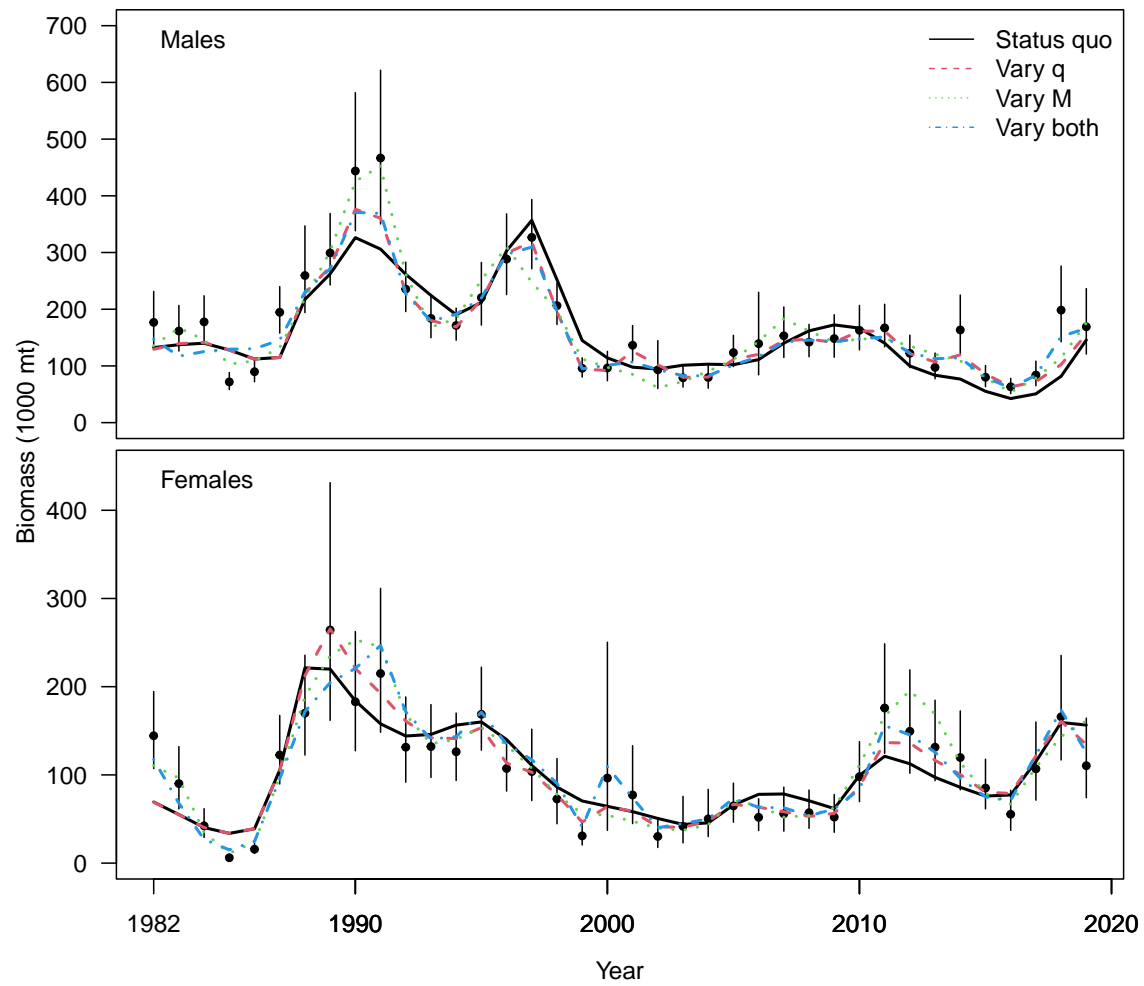 Males
Status quo
Vary q
Vary M
Vary both
700
600
500
400
300
200
100
0
Biomass (1000 mt)
Females
400
300
200
100
0
1982 1990 2000 2010 2020
Year